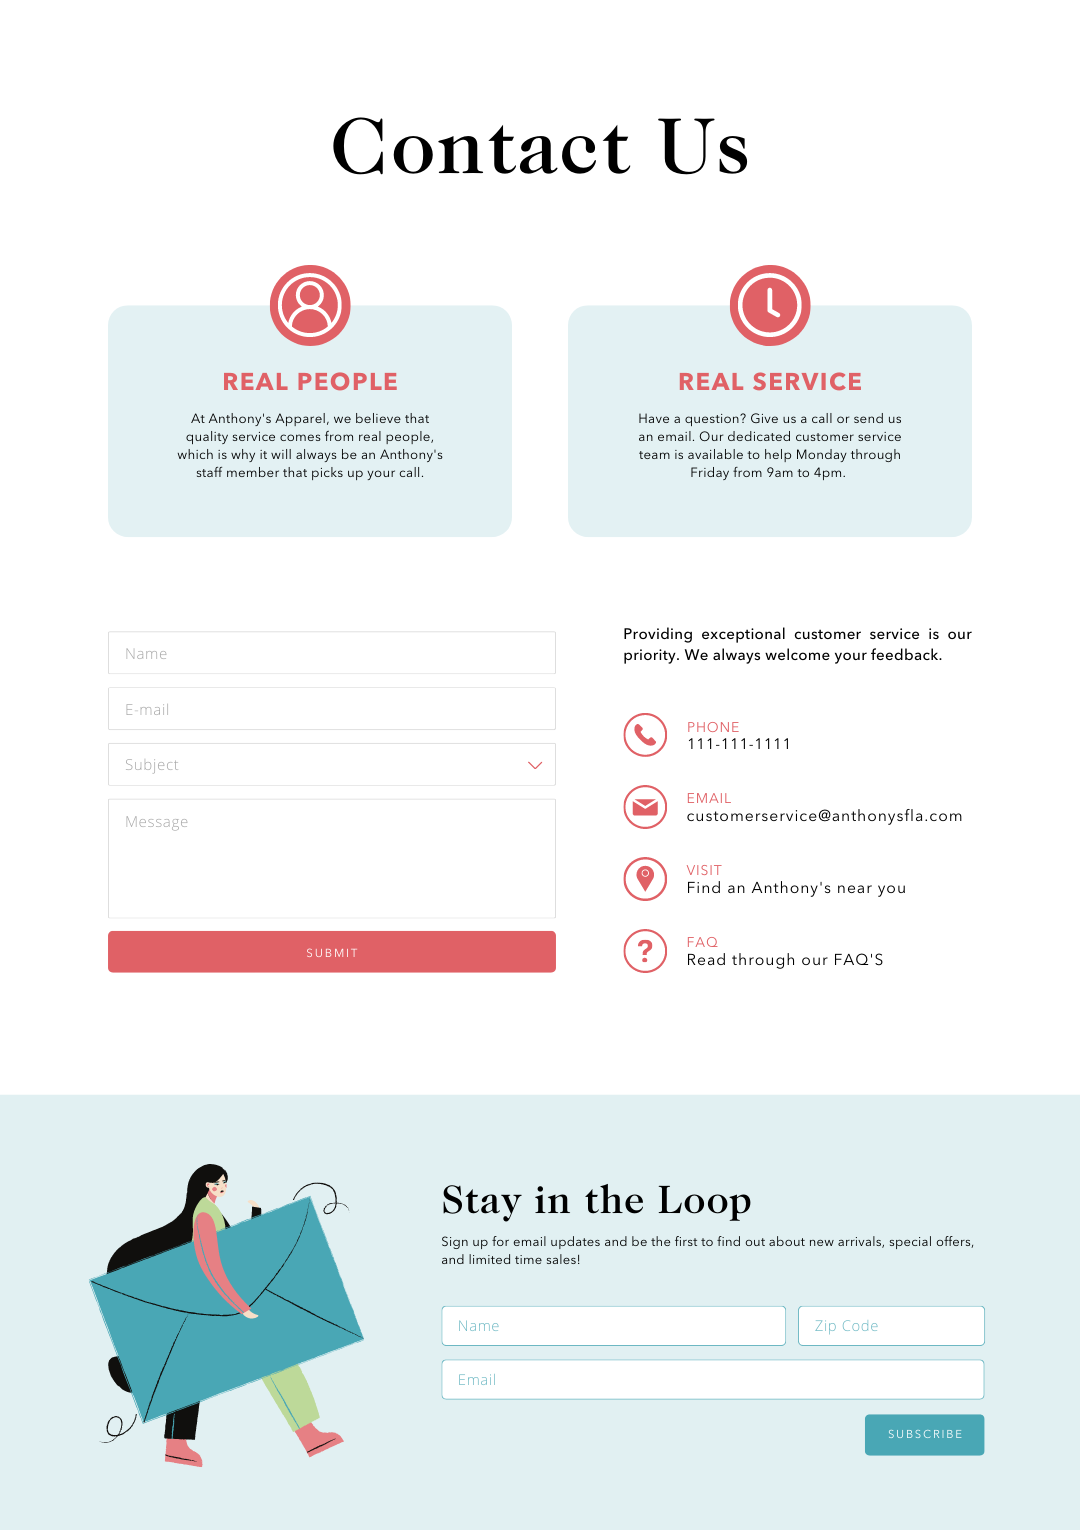 Contact Us
REAL PEOPLE
At Anthony's Apparel, we believe that
quality service comes from real people,
which is why it will always be an Anthony's
staff member that picks up your call.
REAL SERVICE
Have a question? Give us a call or send us
an email. Our dedicated customer service
team is available to help Monday through
Friday from 9am to 4pm.
Name
E-mail
Subject
Message
SUBMIT
Providing exceptional customer service is our
priority. We always welcome your feedback.
PHONE
111-111-1111
EMAIL
customerservice@anthonysfla.com
VISIT
Find an Anthony's near you
FAQ
Read through our FAQ'S
Stay in the Loop
Sign up for email updates and be the first to find out about new arrivals, special offers,
and limited time sales!
Name
Zip Code
Email
SUBSCRIBE